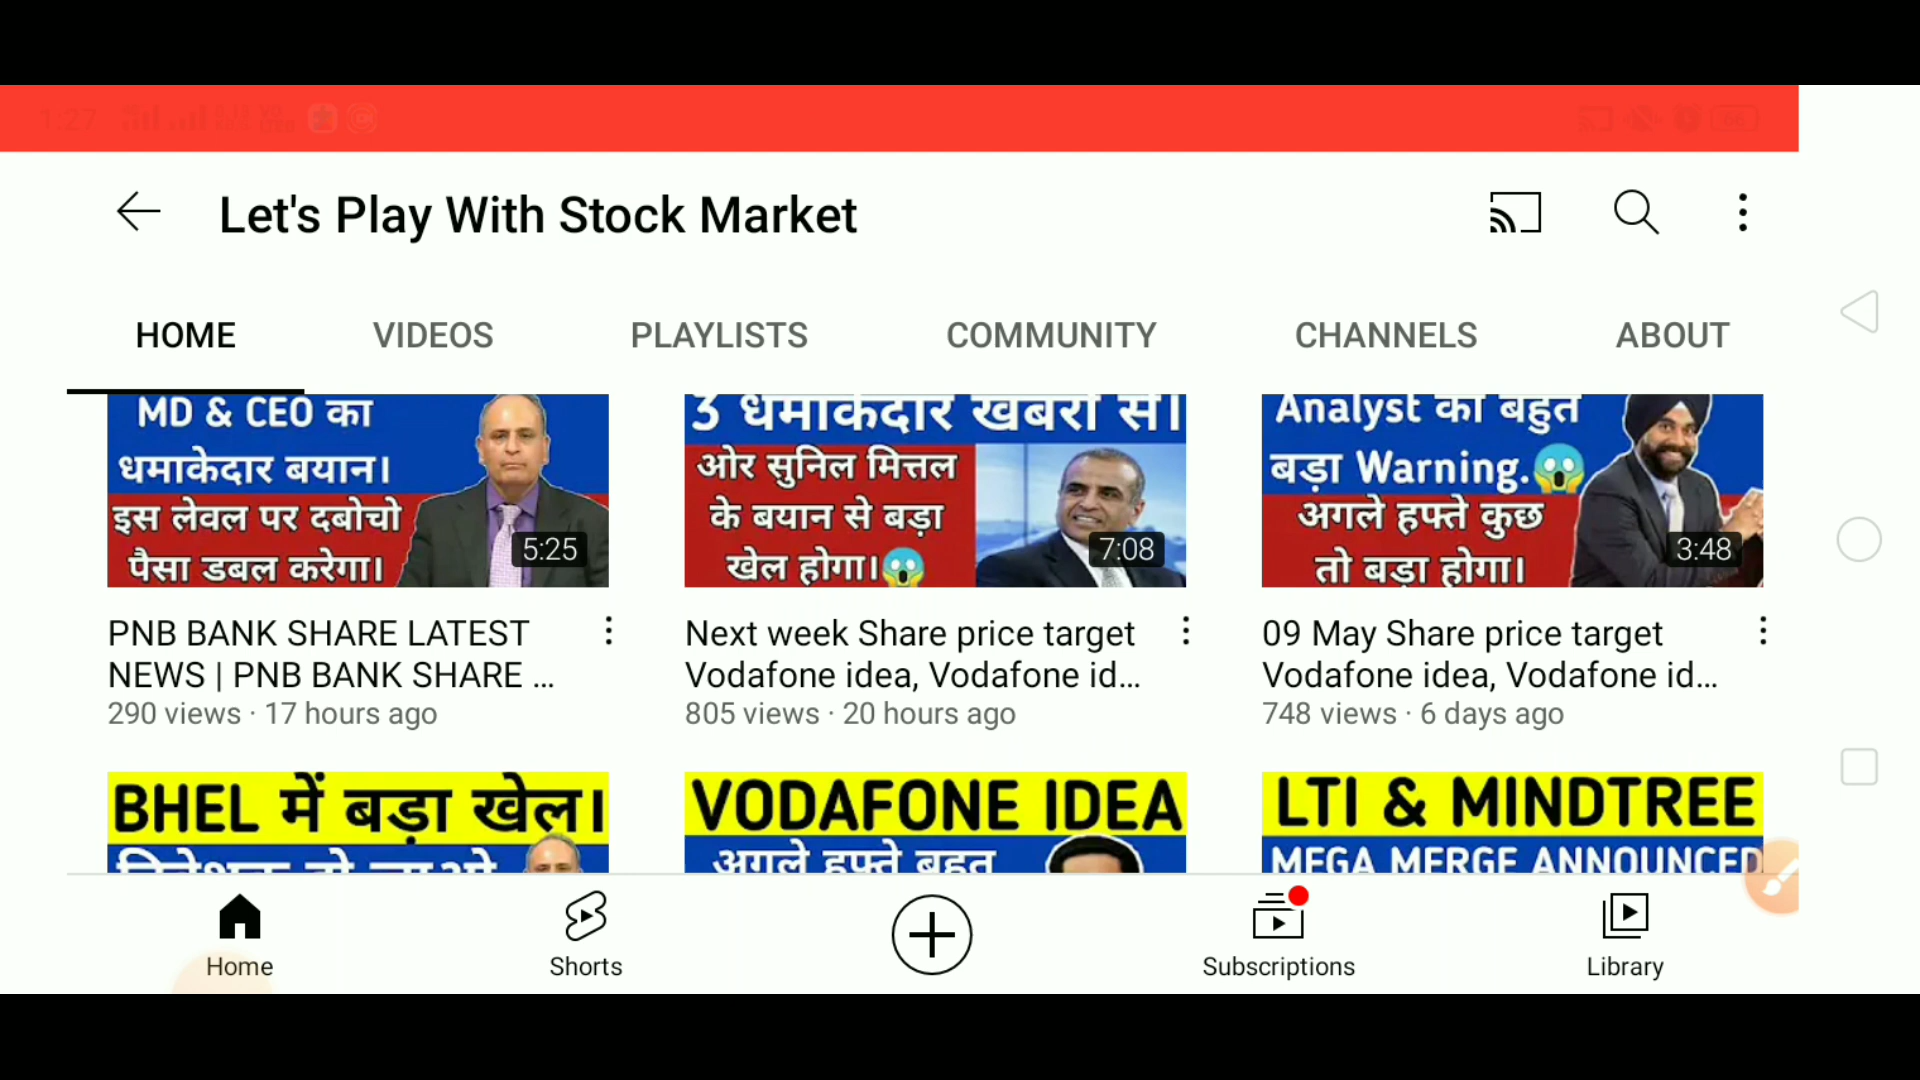 1:27
Let's Play With Stock Market
HOME VIDEOS PLAYLISTS COMMUNITY CHANNELS ABOUT
MD & CEO का
धमाकेदार बयान।
इस लेवल पर दबोचो
पैसा डबल करेगा।
5:25
3 धमाकेदार खबरों से।
ओर सुनिल मित्तल
के बयान से बड़ा
खेल होगा।
7:08
Analyst का बहुत
बड़ा Warning.
अगले हफ्ते कुछ
तो बड़ा होगा।
3:48
PNB BANK SHARE LATEST
NEWS | PNB BANK SHARE ...
290 views · 17 hours ago
Next week Share price target
Vodafone idea, Vodafone id...
805 views · 20 hours ago
09 May Share price target
Vodafone idea, Vodafone id...
748 views · 6 days ago
BHEL में बड़ा खेल।
VODAFONE IDEA
अगले हफ्ते बहुत
LTI & MINDTREE
MEGA MERGE ANNOUNCED
Home Shorts Subscriptions Library